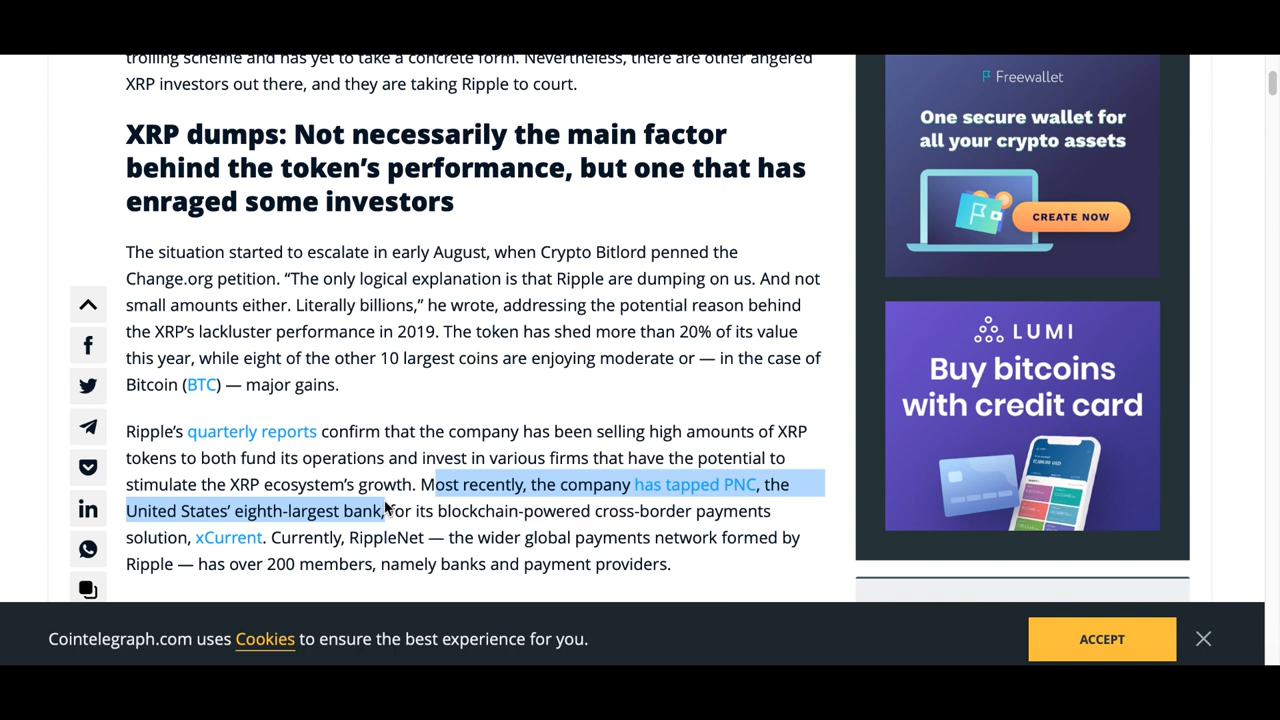 trolling scheme and has yet to take a concrete form. Nevertheless, there are other angered
XRP investors out there, and they are taking Ripple to court.
XRP dumps: Not necessarily the main factor
behind the token’s performance, but one that has
enraged some investors
The situation started to escalate in early August, when Crypto Bitlord penned the
Change.org petition. “The only logical explanation is that Ripple are dumping on us. And not
small amounts either. Literally billions,” he wrote, addressing the potential reason behind
the XRP’s lackluster performance in 2019. The token has shed more than 20% of its value
this year, while eight of the other 10 largest coins are enjoying moderate or — in the case of
Bitcoin (BTC) — major gains.
Ripple’s quarterly reports confirm that the company has been selling high amounts of XRP
tokens to both fund its operations and invest in various firms that have the potential to
stimulate the XRP ecosystem’s growth. Most recently, the company has tapped PNC, the
United States’ eighth-largest bank, for its blockchain-powered cross-border payments
solution, xCurrent. Currently, RippleNet — the wider global payments network formed by
Ripple — has over 200 members, namely banks and payment providers.
Freewallet
One secure wallet for
all your crypto assets
CREATE NOW
LUMI
Buy bitcoins
with credit card
Cointelegraph.com uses Cookies to ensure the best experience for you.
ACCEPT